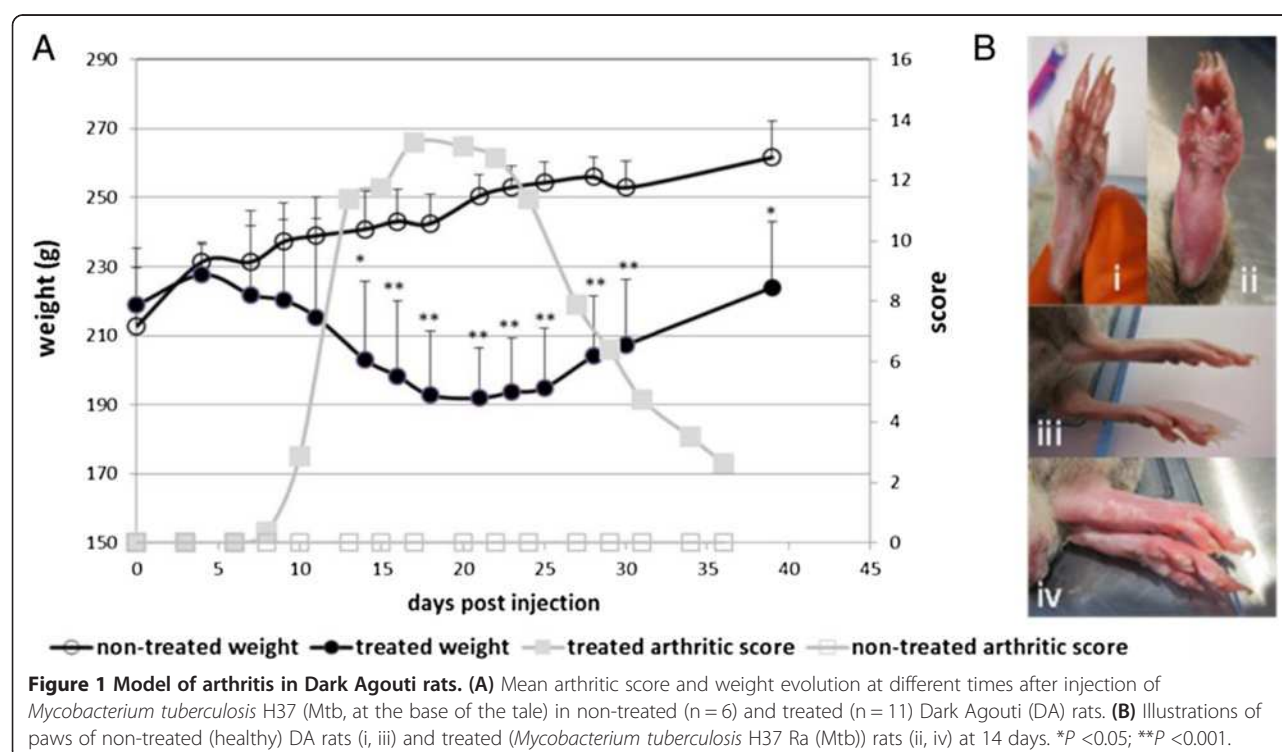 A
B
290
270
250
230
210
190
170
150
weight (g)
16
14
12
10
8
6
4
2
0
score
*
**
**
**
**
**
**
**
*
0
5
10
15
20
25
30
35
40
45
days post injection
i
ii
iii
iv
non-treated weight
treated weight
treated arthritic score
non-treated arthritic score
Figure 1 Model of arthritis in Dark Agouti rats. (A) Mean arthritic score and weight evolution at different times after injection of
Mycobacterium tuberculosis H37 (Mtb, at the base of the tale) in non-treated (n = 6) and treated (n = 11) Dark Agouti (DA) rats. (B) Illustrations of
paws of non-treated (healthy) DA rats (i, iii) and treated (Mycobacterium tuberculosis H37 Ra (Mtb)) rats (ii, iv) at 14 days. *P <0.05; **P <0.001.